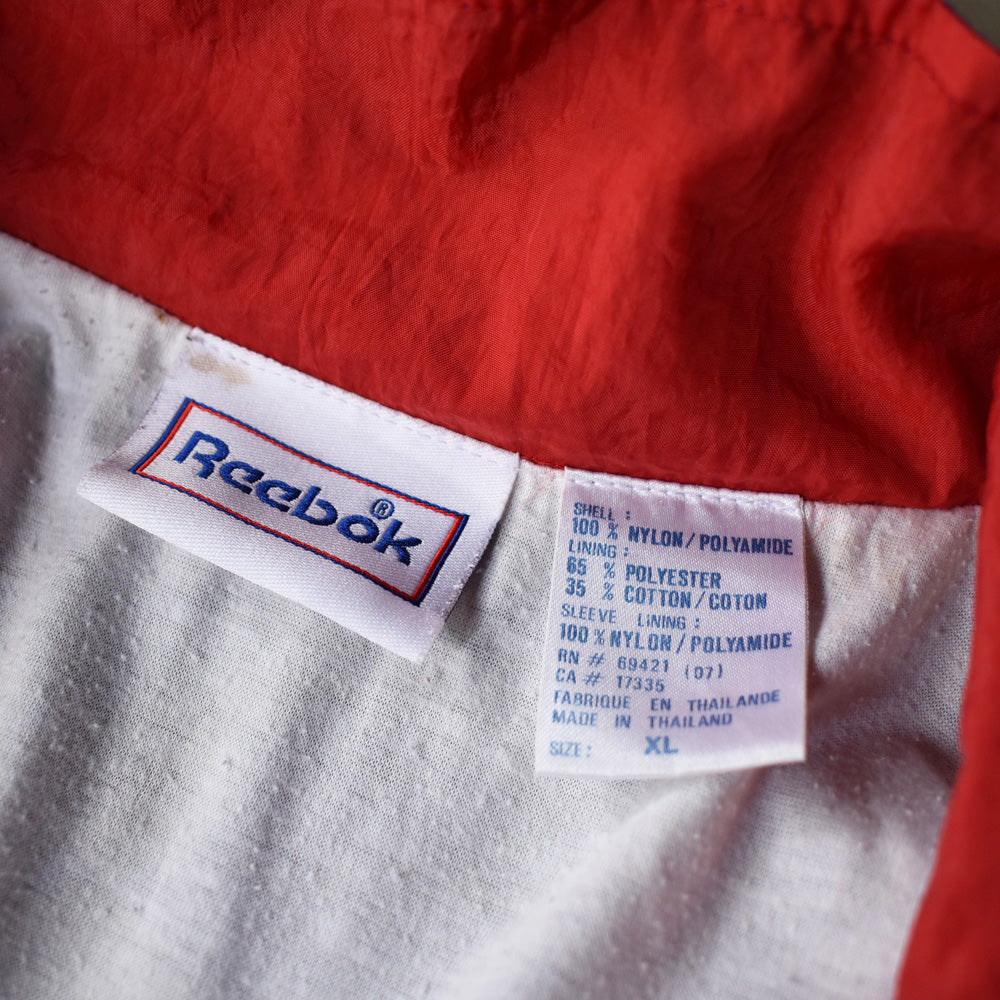 Reebok®
SHELL :
100 % NYLON/POLYAMIDE
LINING :
65 % POLYESTER
35 % COTTON/COTON
SLEEVE LINING :
100 % NYLON/POLYAMIDE
RN # 69421 (07)
CA # 17335
FABRIQUE EN THAILANDE
MADE IN THAILAND
SIZE : XL